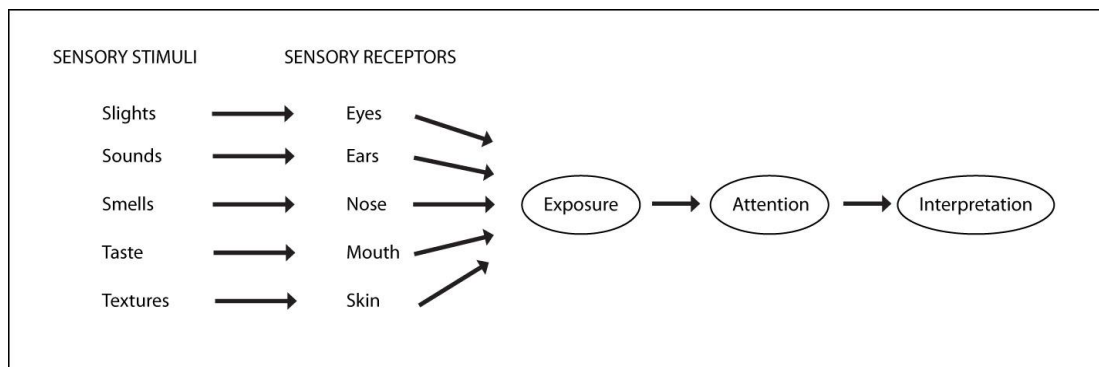 SENSORY STIMULI SENSORY RECEPTORS
Slights Eyes
Sounds Ears
Smells Nose Exposure Attention Interpretation
Taste Mouth
Textures Skin